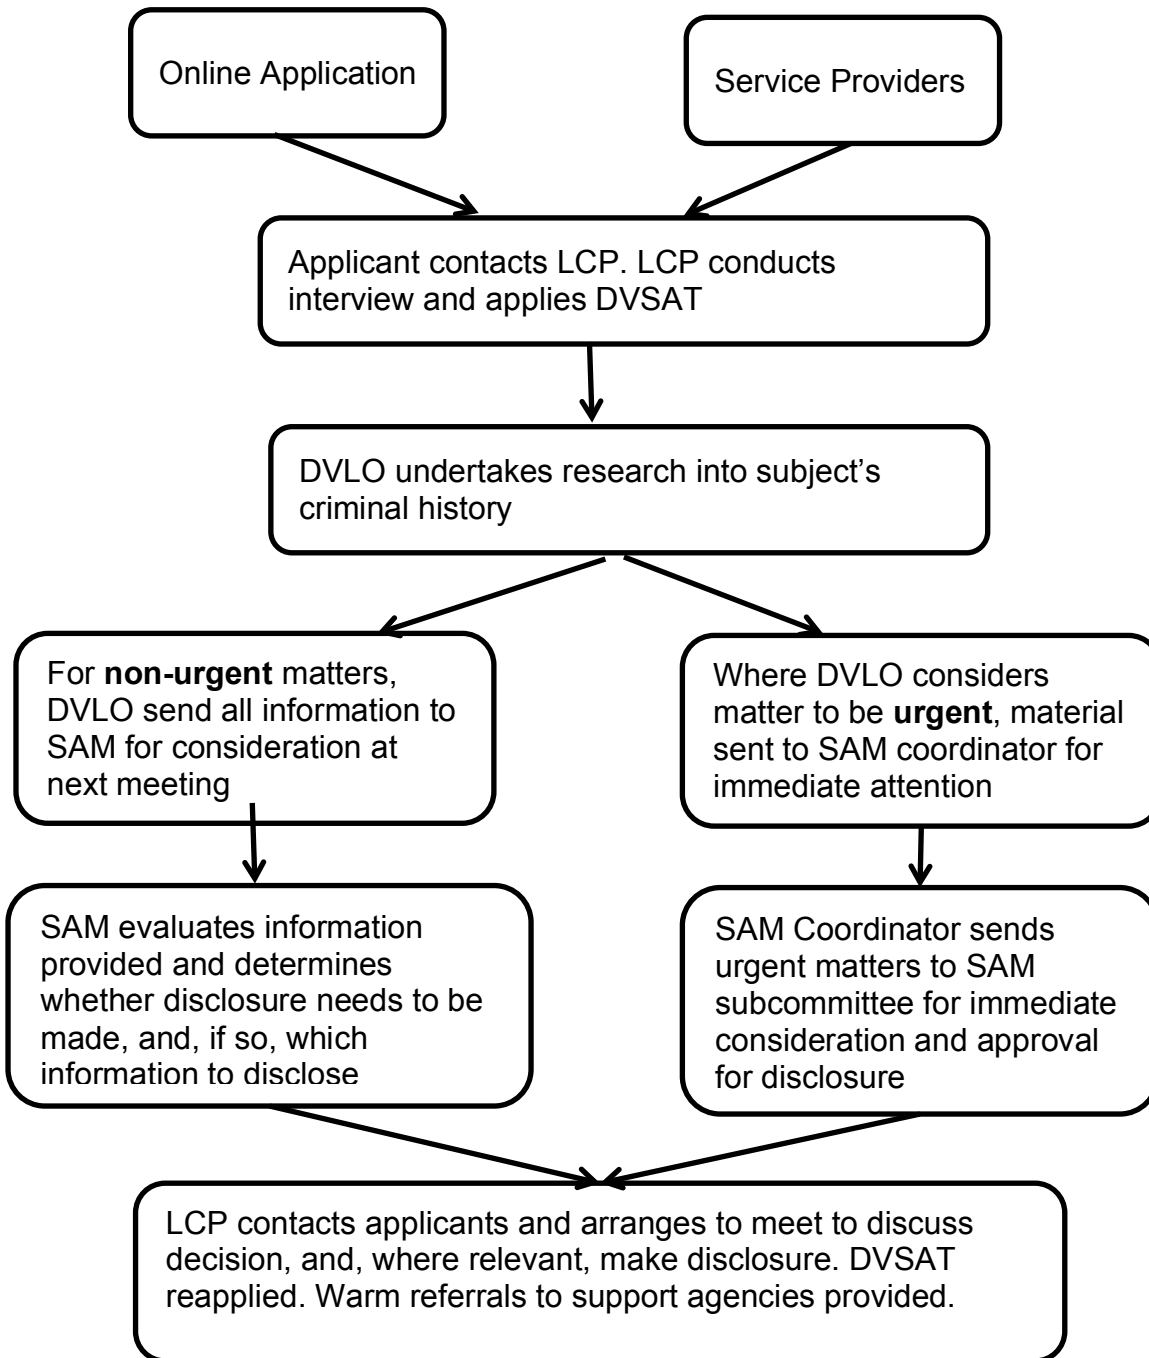 Online Application
Service Providers
Applicant contacts LCP. LCP conducts
interview and applies DVSAT
DVLO undertakes research into subject’s
criminal history
For non-urgent matters,
DVLO send all information to
SAM for consideration at
next meeting
Where DVLO considers
matter to be urgent, material
sent to SAM coordinator for
immediate attention
SAM evaluates information
provided and determines
whether disclosure needs to be
made, and, if so, which
information to disclose
SAM Coordinator sends
urgent matters to SAM
subcommittee for immediate
consideration and approval
for disclosure
LCP contacts applicants and arranges to meet to discuss
decision, and, where relevant, make disclosure. DVSAT
reapplied. Warm referrals to support agencies provided.